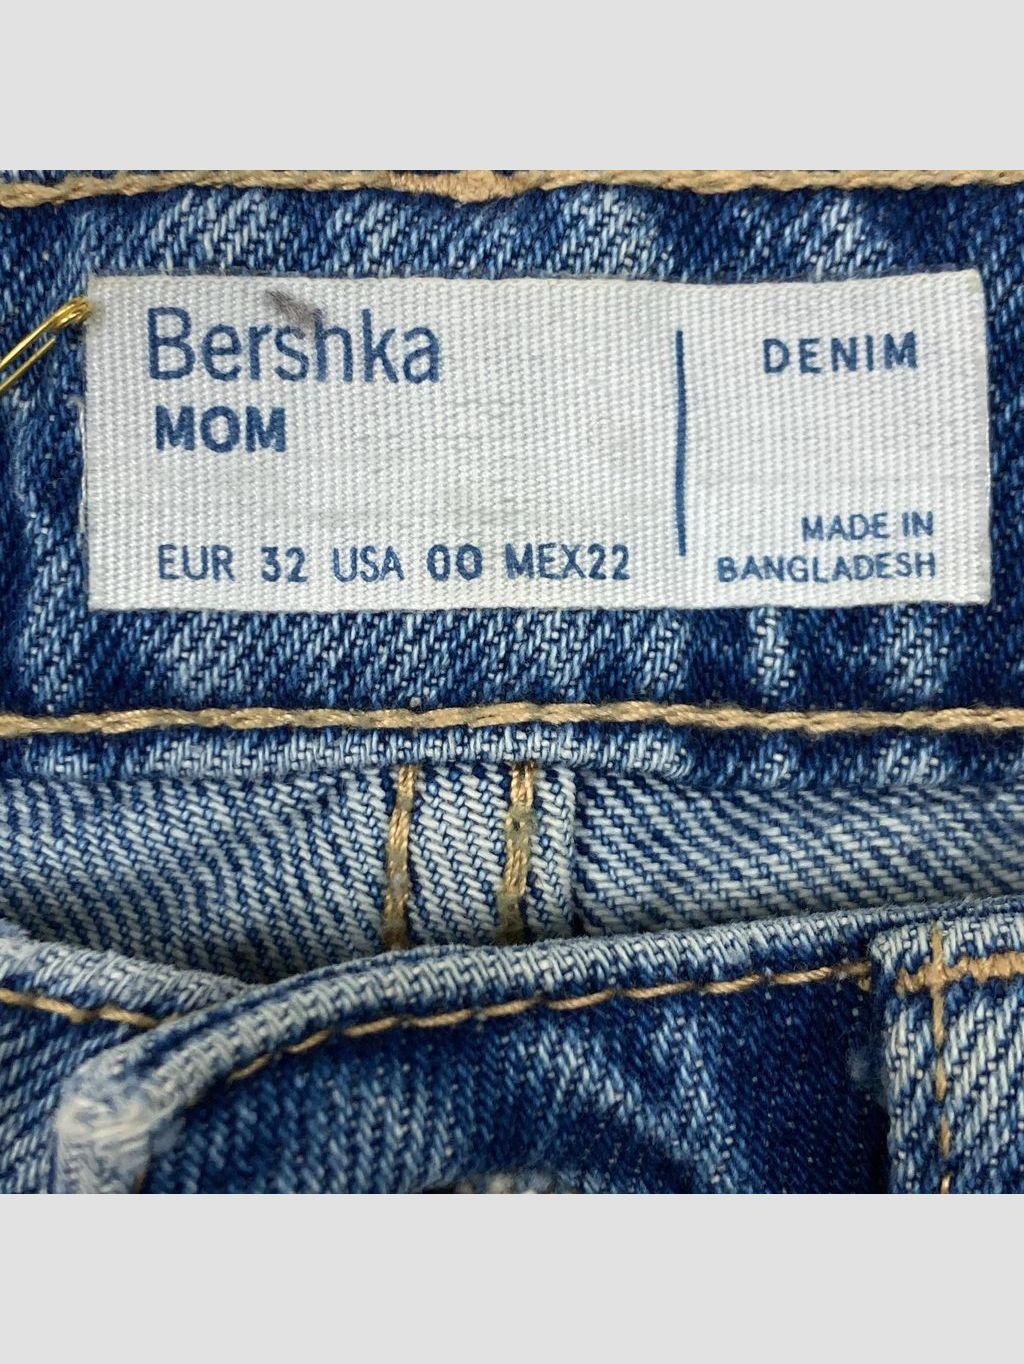 Bershka
MOM
EUR 32 USA 00 MEX22
DENIM
MADE IN
BANGLADESH